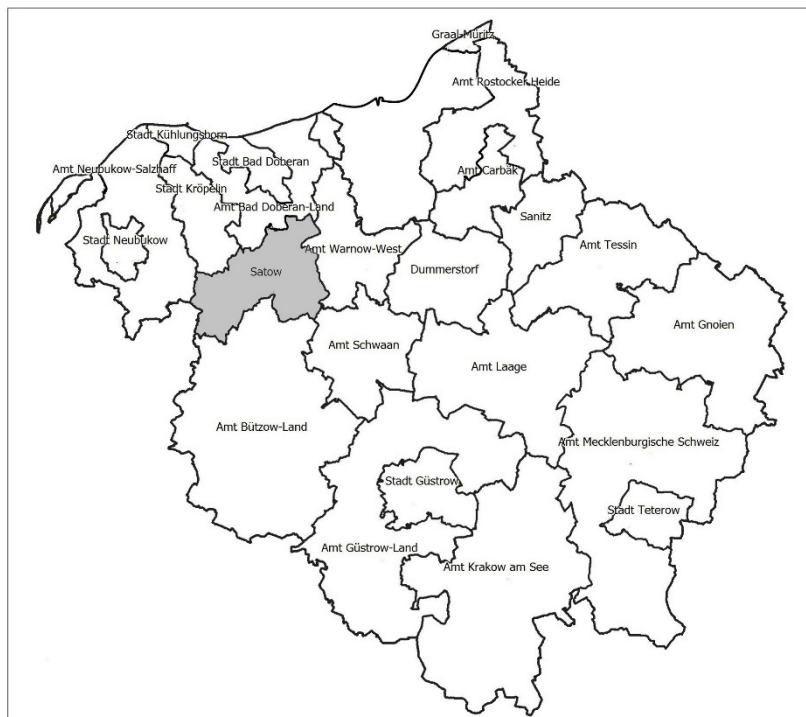 Graal-Müritz
Amt Rostocker Heide
Stadt Kühlungsborn
Stadt Bad Doberan
Amt Neubukow-Salzhaff
Amt Carbäk
Stadt Kröpelin
Amt Bad Doberan-Land
Sanitz
Stadt Neubukow
Amt Warnow-West
Amt Tessin
Satow
Dummerstorf
Amt Gnoien
Amt Schwaan
Amt Laage
Amt Bützow-Land
Amt Mecklenburgische Schweiz
Stadt Güstrow
Stadt Teterow
Amt Güstrow-Land
Amt Krakow am See